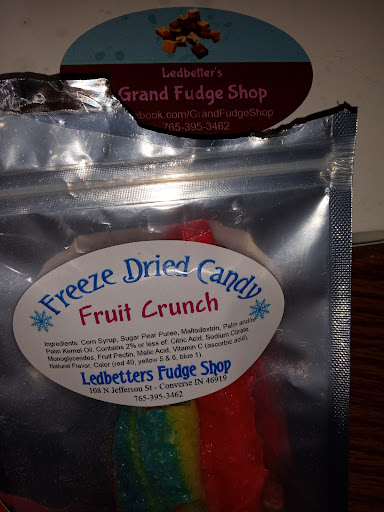 Ledbetter's
Grand Fudge Shop
cebook.com/GrandFudgeShop
765-395-3462
Freeze Dried Candy
Fruit Crunch
Ingredients: Corn Syrup, Sugar Pear Puree, Maltodextrin, Palm and/or
Palm Kernel Oil. Contains 2% or less of: Citric Acid, Sodium Citrate,
Monoglycerides, Fruit Pectin, Malic Acid, Vitamin C (ascorbic acid),
Natural Flavor, Color (red 40, yellow 5 & 6, blue 1).
Ledbetters Fudge Shop
108 N Jefferson St - Converse IN 46919
765-395-3462